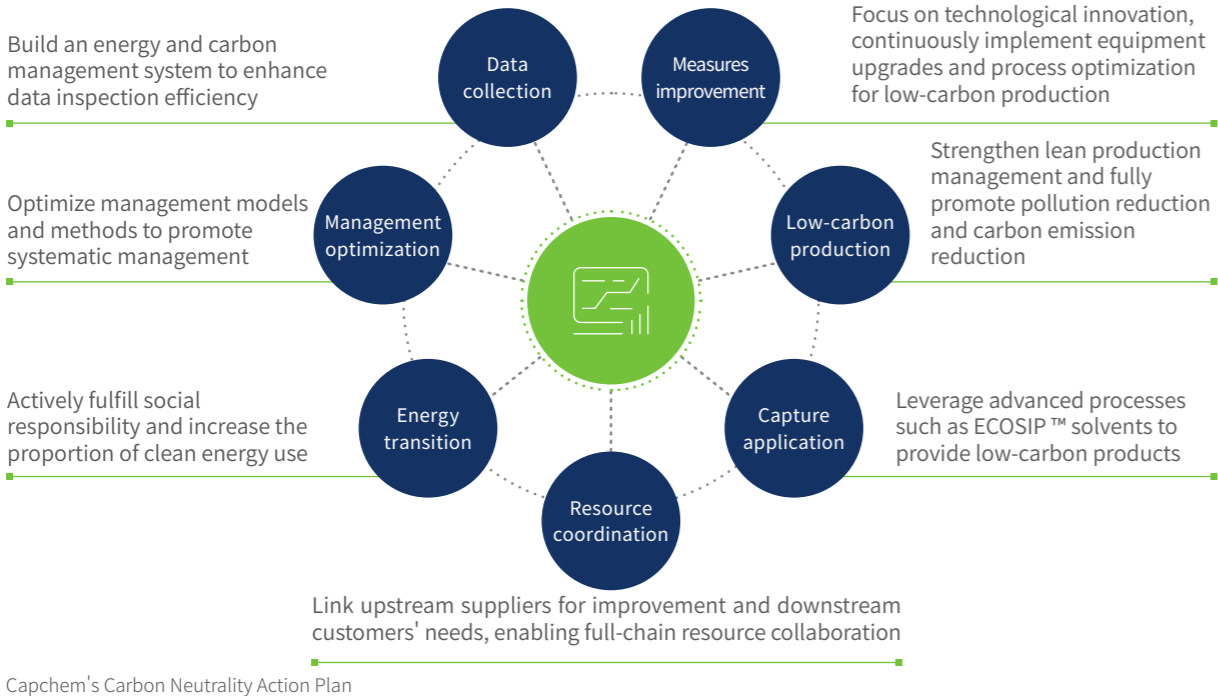 Build an energy and carbon
management system to enhance
data inspection efficiency
Data
collection
Measures
improvement
Focus on technological innovation,
continuously implement equipment
upgrades and process optimization
for low-carbon production
Optimize management models
and methods to promote
systematic management
Management
optimization
Low-carbon
production
Strengthen lean production
management and fully
promote pollution reduction
and carbon emission
reduction
Actively fulfill social
responsibility and increase the
proportion of clean energy use
Energy
transition
Capture
application
Leverage advanced processes
such as ECOSIP ™ solvents to
provide low-carbon products
Resource
coordination
Link upstream suppliers for improvement and downstream
customers' needs, enabling full-chain resource collaboration
Capchem's Carbon Neutrality Action Plan